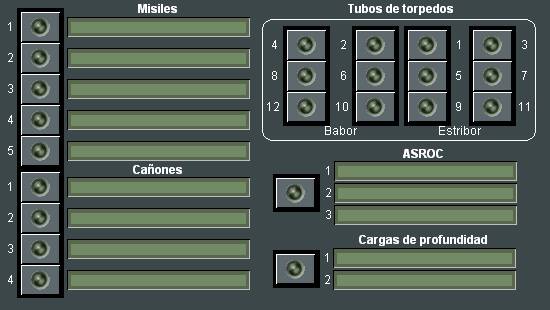 Misiles
1
2
3
4
5
Cañones
1
2
3
4
Tubos de torpedos
4 2 1 3
8 6 5 7
12 10 9 11
Babor Estribor
ASROC
1
2
3
Cargas de profundidad
1
2